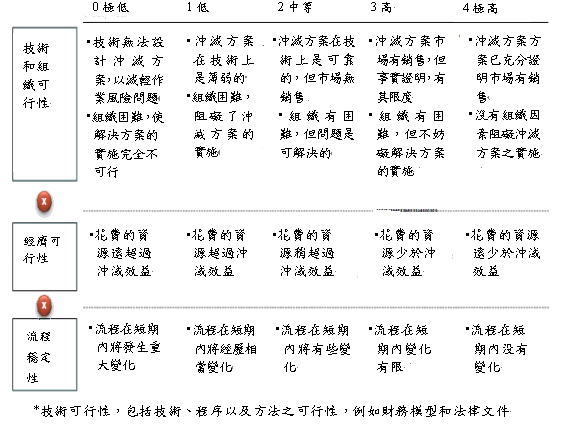 0極低 1低 2中等 3高 4極高
技術
和組
織可
行性
▪技術無法設
計沖減方
案,以減輕作
業風險問題
▪組織困難,使
解決方案的
實施完全不
可行
▪沖減方案
在技術上
是薄弱的
▪組織困難,
阻礙了沖
減方案的
實施
▪沖減方案在技
術上是可靠
的,但市場無
銷售
▪組織有困
難,但問題是
可解決的
▪沖減方案市
場有銷售,但
事實證明,有
其限度
▪組織有困
難,但不妨
礙解決方案
的實施
▪沖減方案方
案已充分證
明市場有銷
售
▪沒有組織因
素阻礙沖減
方案之實施
x
經濟可
行性
▪花費的資
源遠超過
沖減效益
▪花費的資
源超過沖
減效益
▪花費的資
源稍超過
沖減效益
▪花費的資
源少於沖
減效益
▪花費的資源
遠少於沖減
效益
x
流程
穩定
性
▪流程在短期
內將發生重
大變化
▪流程在短期
內將經歷相
當變化
▪流程在短期
內將有些變
化
▪流程在短
期內變化
有限
▪流程在短
期內沒有
變化
*技術可行性,包括技術、程序以及方法之可行性,例如財務模型和法律文件